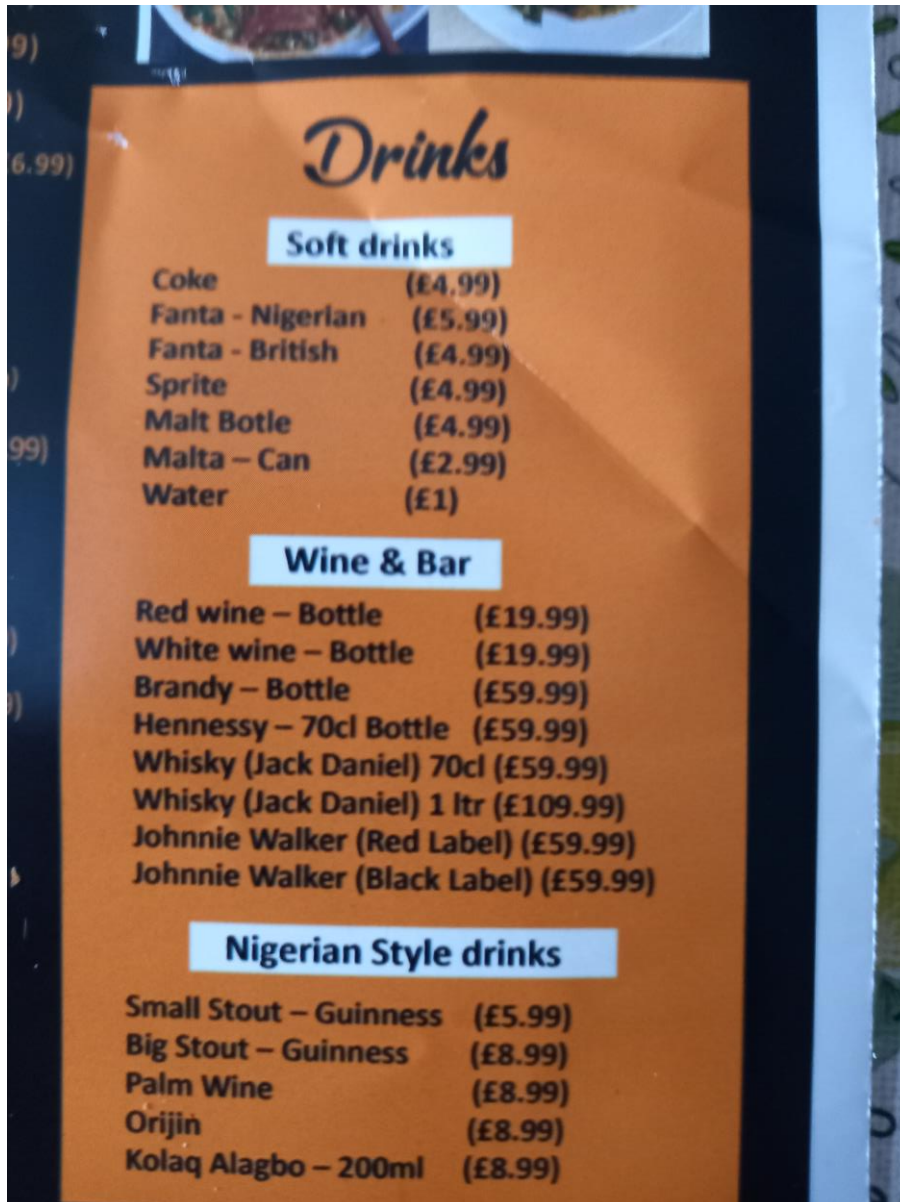 9)
)
6.99)
)
.99)
)
9)
Drinks
Soft drinks
Coke (£4.99)
Fanta - Nigerian (£5.99)
Fanta - British (£4.99)
Sprite (£4.99)
Malt Botle (£4.99)
Malta – Can (£2.99)
Water (£1)
Wine & Bar
Red wine – Bottle (£19.99)
White wine – Bottle (£19.99)
Brandy – Bottle (£59.99)
Hennessy – 70cl Bottle (£59.99)
Whisky (Jack Daniel) 70cl (£59.99)
Whisky (Jack Daniel) 1 ltr (£109.99)
Johnnie Walker (Red Label) (£59.99)
Johnnie Walker (Black Label) (£59.99)
Nigerian Style drinks
Small Stout – Guinness (£5.99)
Big Stout – Guinness (£8.99)
Palm Wine (£8.99)
Orijin (£8.99)
Kolaq Alagbo – 200ml (£8.99)